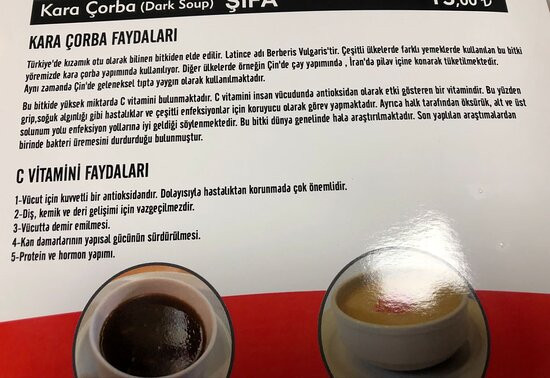 Kara Çorba (Dark Soup) ŞİFA
KARA ÇORBA FAYDALARI
Türkiye'de kızamık otu olarak bilinen bitkiden elde edilir. Latince adı Berberis Vulgaris'tir. Çeşitli ülkelerde farklı yemeklerde kullanılan bu bitki
yöremizde kara çorba yapımında kullanılıyor. Diğer ülkelerde örneğin Çin'de çay yapımında , İran'da pilav içine konarak tüketilmektedir.
Aynı zamanda Çin'de geleneksel tıpta yaygın olarak kullanılmaktadır.
Bu bitkide yüksek miktarda C vitamini bulunmaktadır. C vitamini insan vücudunda antioksidan olarak etki gösteren bir vitamindir. Bu yüzden
grip,soğuk algınlığı gibi hastalıklar ve çeşitli enfeksiyonlar için koruyucu olarak görev yapmaktadır. Ayrıca halk tarafından öksürük, alt ve üst
solunum yolu enfeksiyon yollarına iyi geldiği söylenmektedir. Bu bitki dünya genelinde hala araştırılmaktadır. Son yapılan araştımalardan
birinde bakteri üremesini durdurduğu bulunmuştur.
C VİTAMİNİ FAYDALARI
1-Vücut için kuvvetli bir antioksidandır. Dolayısıyla hastalıktan korunmada çok önemlidir.
2-Diş, kemik ve deri gelişimi için vazgeçilmezdir.
3-Vücutta demir emilmesi.
4-Kan damarlarının yapısal gücünün sürdürülmesi.
5-Protein ve hormon yapımı.